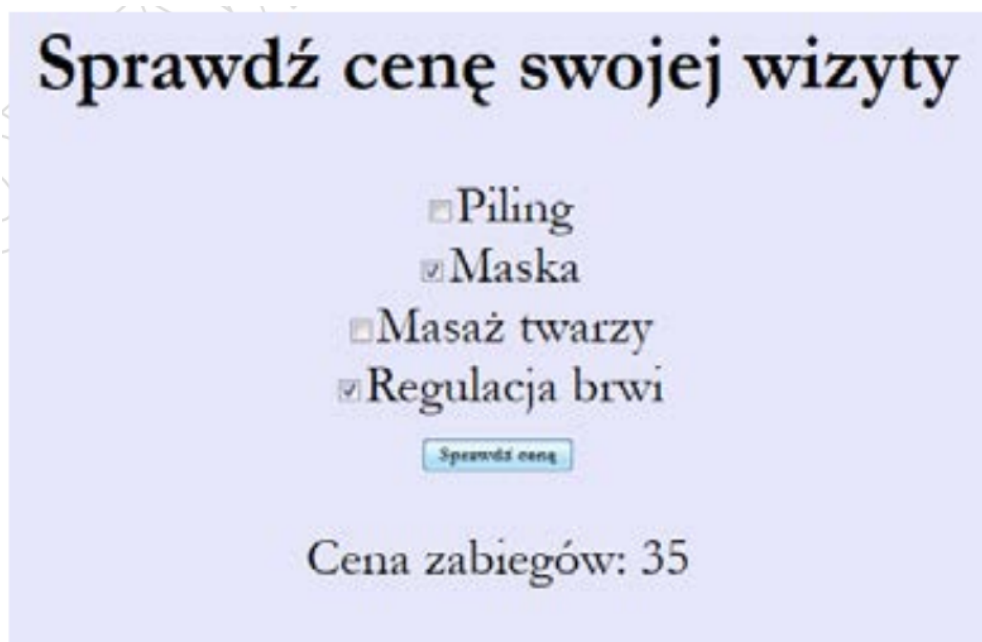 Sprawdź cenę swojej wizyty
Piling
Maska
Masaż twarzy
Regulacja brwi
Sprawdź cenę
Cena zabiegów: 35